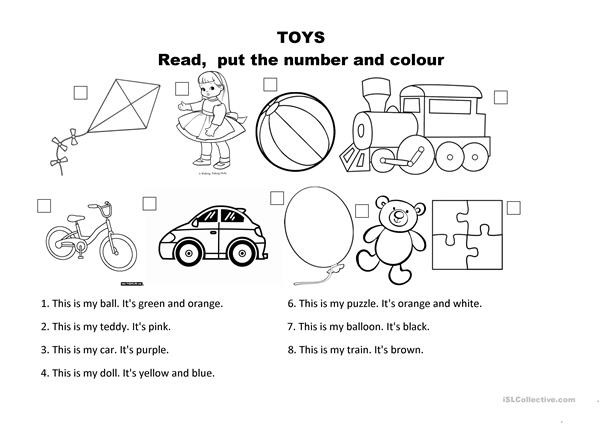 TOYS
Read, put the number and colour
1. This is my ball. It's green and orange.
2. This is my teddy. It's pink.
3. This is my car. It's purple.
4. This is my doll. It's yellow and blue.
6. This is my puzzle. It's orange and white.
7. This is my balloon. It's black.
8. This is my train. It's brown.
iSLCollective.com